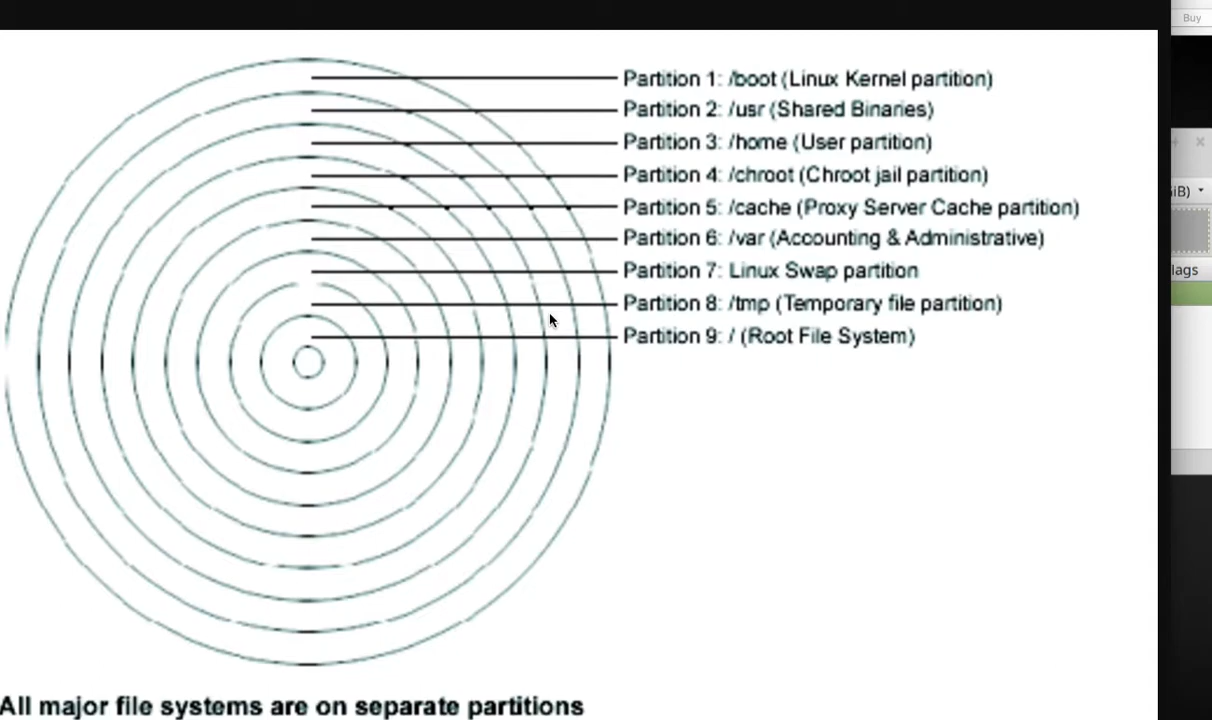 Buy
Partition 1: /boot (Linux Kernel partition)
Partition 2: /usr (Shared Binaries)
Partition 3: /home (User partition)
Partition 4: /chroot (Chroot jail partition)
Partition 5: /cache (Proxy Server Cache partition)
Partition 6: /var (Accounting & Administrative)
Partition 7: Linux Swap partition
Partition 8: /tmp (Temporary file partition)
Partition 9: / (Root File System)
iB)
lags
All major file systems are on separate partitions